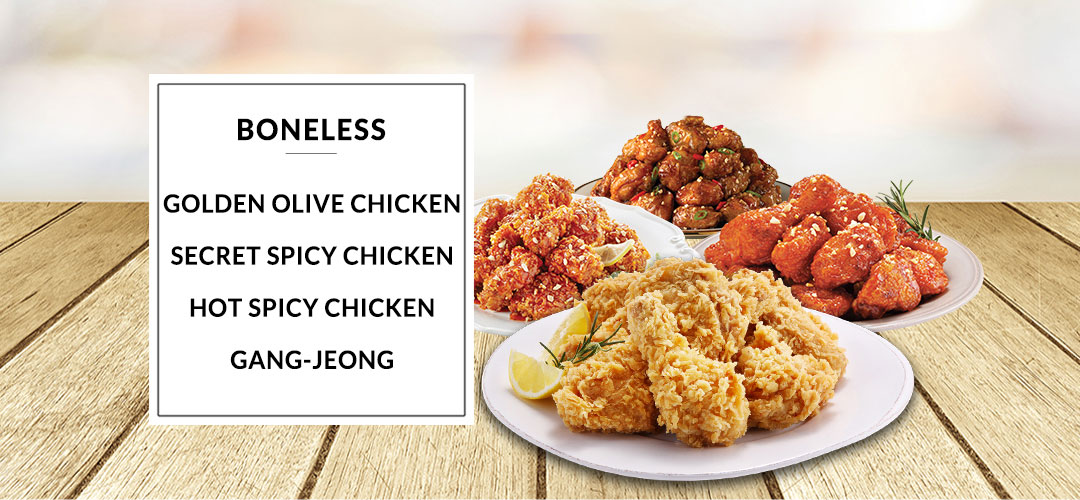 BONELESS
GOLDEN OLIVE CHICKEN
SECRET SPICY CHICKEN
HOT SPICY CHICKEN
GANG-JEONG